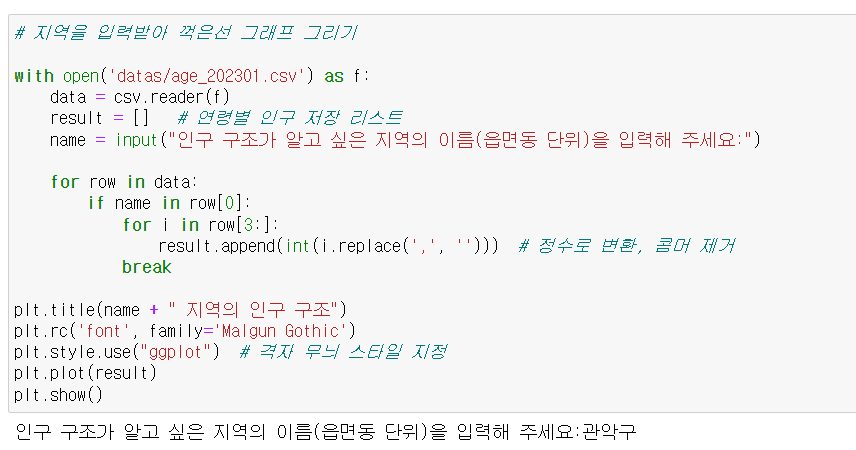 # 지역을 입력받아 꺽은선 그래프 그리기
with open('datas/age_202301.csv') as f:
data = csv.reader(f)
result = [] # 연령별 인구 저장 리스트
name = input("인구 구조가 알고 싶은 지역의 이름(읍면동 단위)을 입력해 주세요:")
for row in data:
if name in row[0]:
for i in row[3:]:
result.append(int(i.replace(',', ''))) # 정수로 변환, 콤머 제거
break
plt.title(name + " 지역의 인구 구조")
plt.rc('font', family='Malgun Gothic')
plt.style.use("ggplot") # 격자 무늬 스타일 지정
plt.plot(result)
plt.show()
인구 구조가 알고 싶은 지역의 이름(읍면동 단위)을 입력해 주세요:관악구